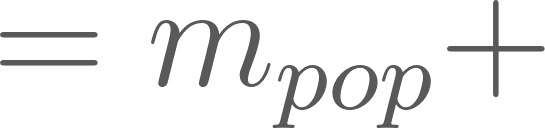 = m_{pop} +